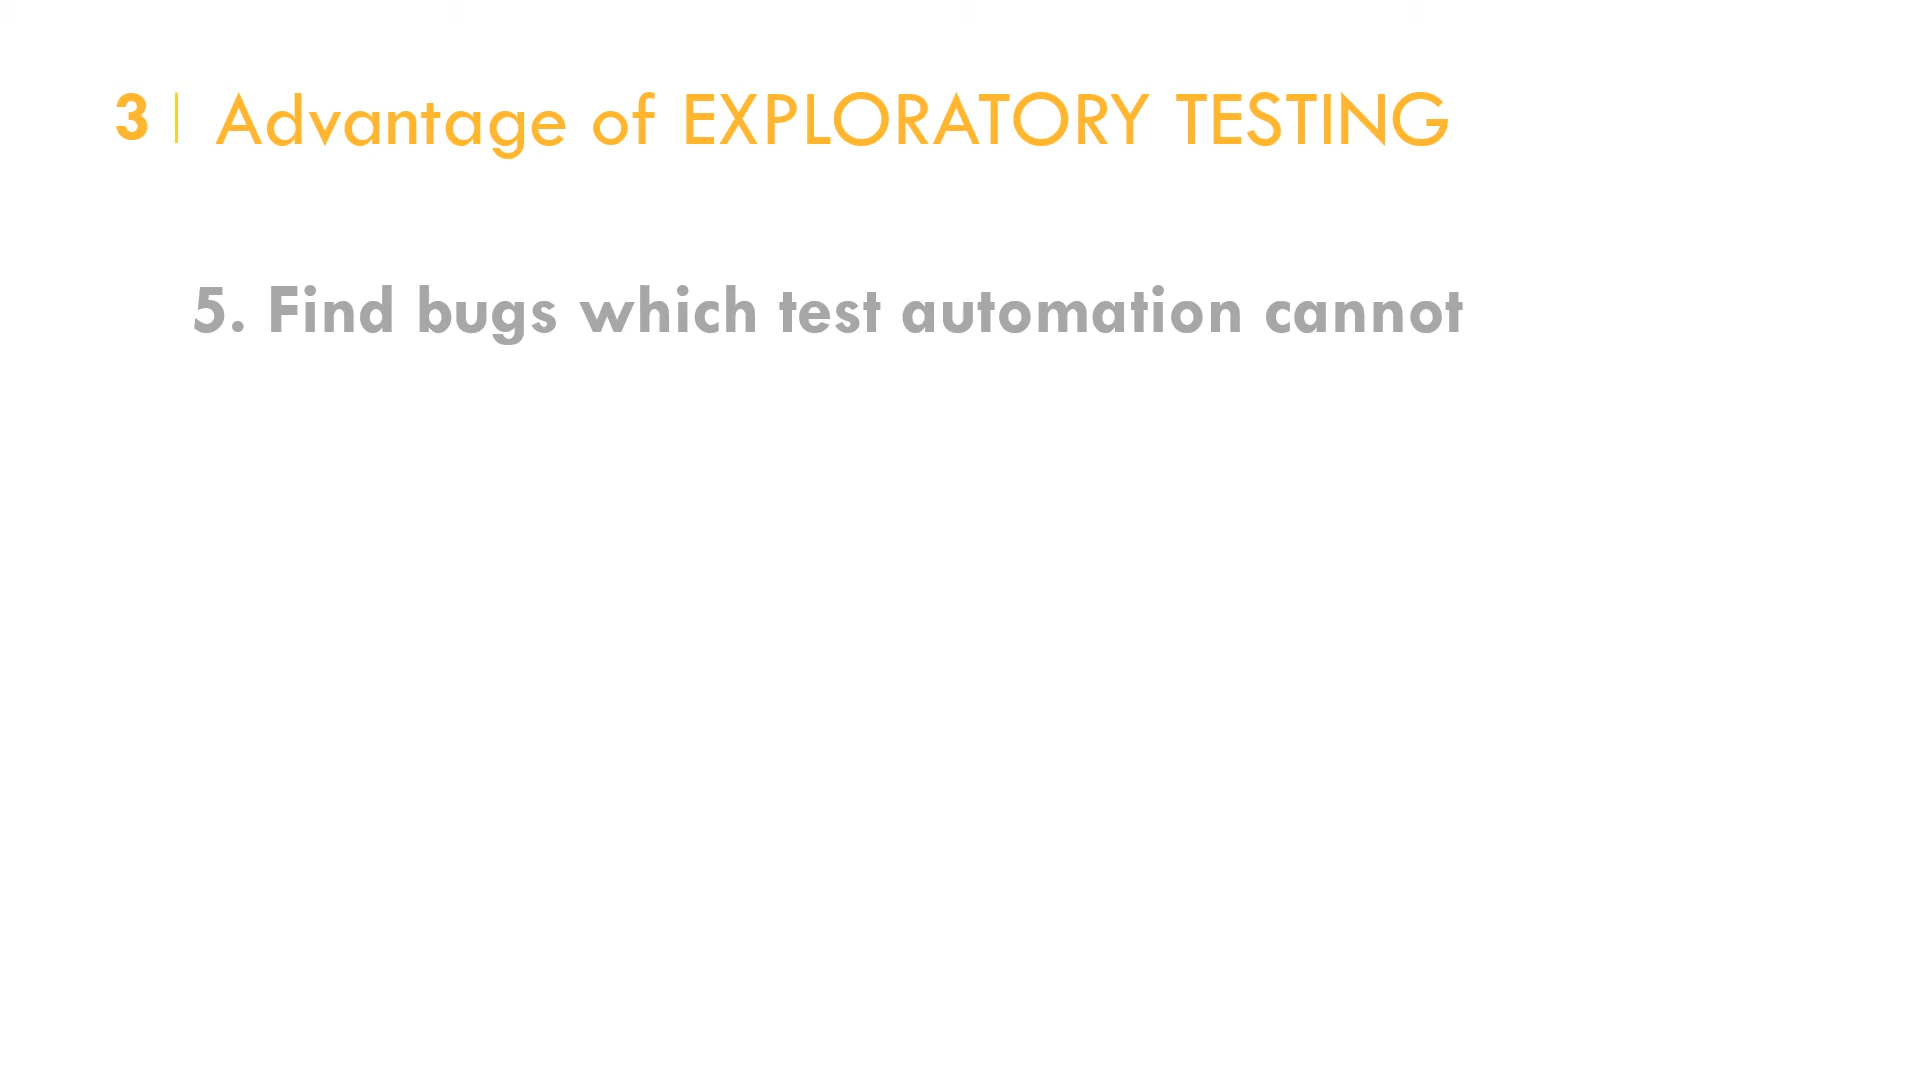 3 | Advantage of EXPLORATORY TESTING
5. Find bugs which test automation cannot